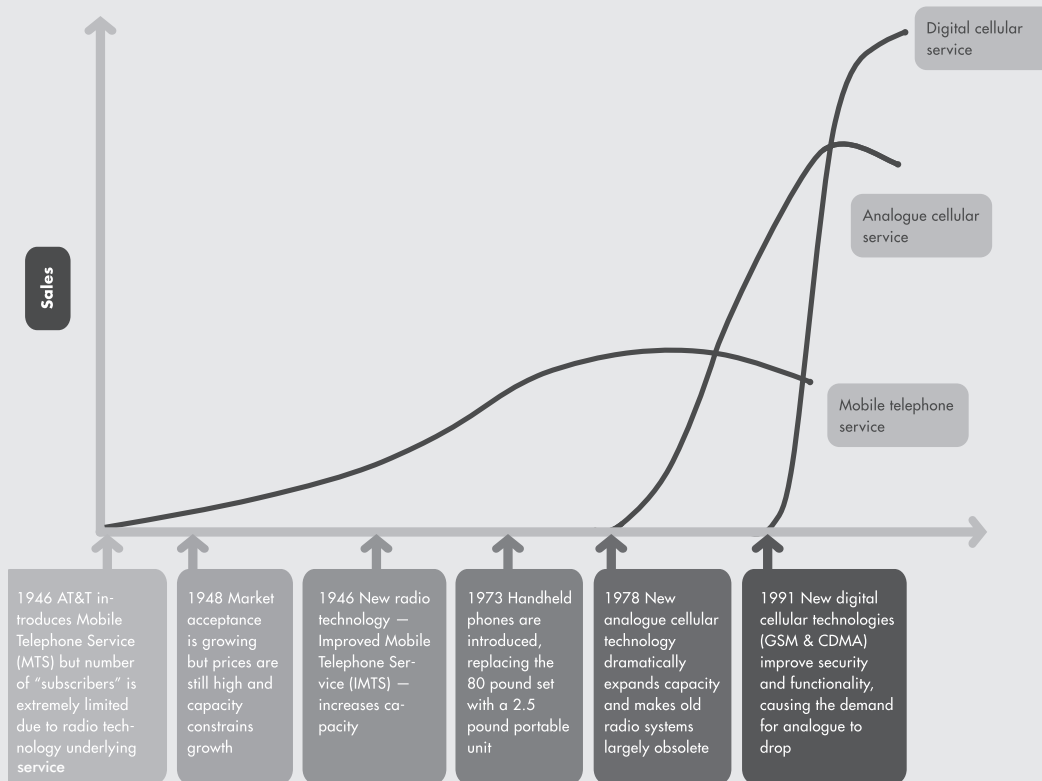 Digital cellular
service
Analogue cellular
service
Sales
Mobile telephone
service
1946 AT&T in-
troduces Mobile
Telephone Service
(MTS) but number
of “subscribers” is
extremely limited
due to radio tech-
nology underlying
service
1948 Market
acceptance
is growing
but prices are
still high and
capacity
constrains
growth
1946 New radio
technology —
Improved Mobile
Telephone Ser-
vice (IMTS) —
increases ca-
pacity
1973 Handheld
phones are
introduced,
replacing the
80 pound set
with a 2.5
pound portable
unit
1978 New
analogue cellular
technology
dramatically
expands capacity
and makes old
radio systems
largely obsolete
1991 New digital
cellular technologies
(GSM & CDMA)
improve security
and functionality,
causing the demand
for analogue to
drop